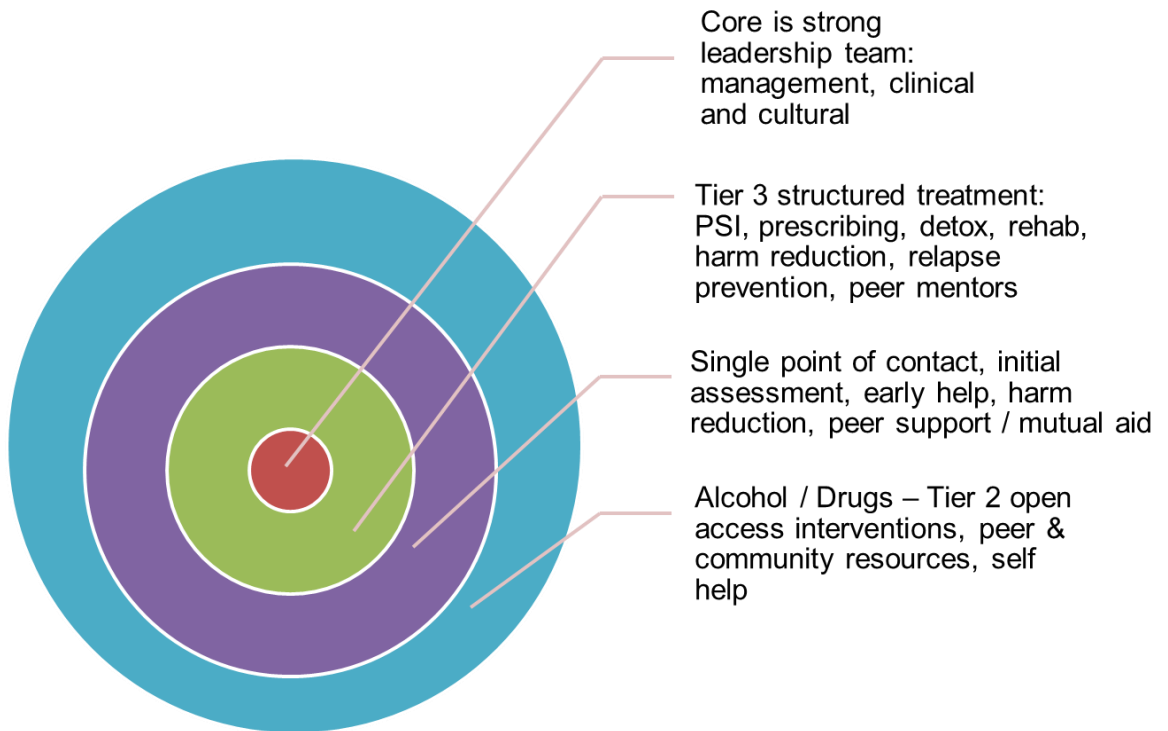 Core is strong
leadership team:
management, clinical
and cultural
Tier 3 structured treatment:
PSI, prescribing, detox, rehab,
harm reduction, relapse
prevention, peer mentors
Single point of contact, initial
assessment, early help, harm
reduction, peer support / mutual aid
Alcohol / Drugs – Tier 2 open
access interventions, peer &
community resources, self
help